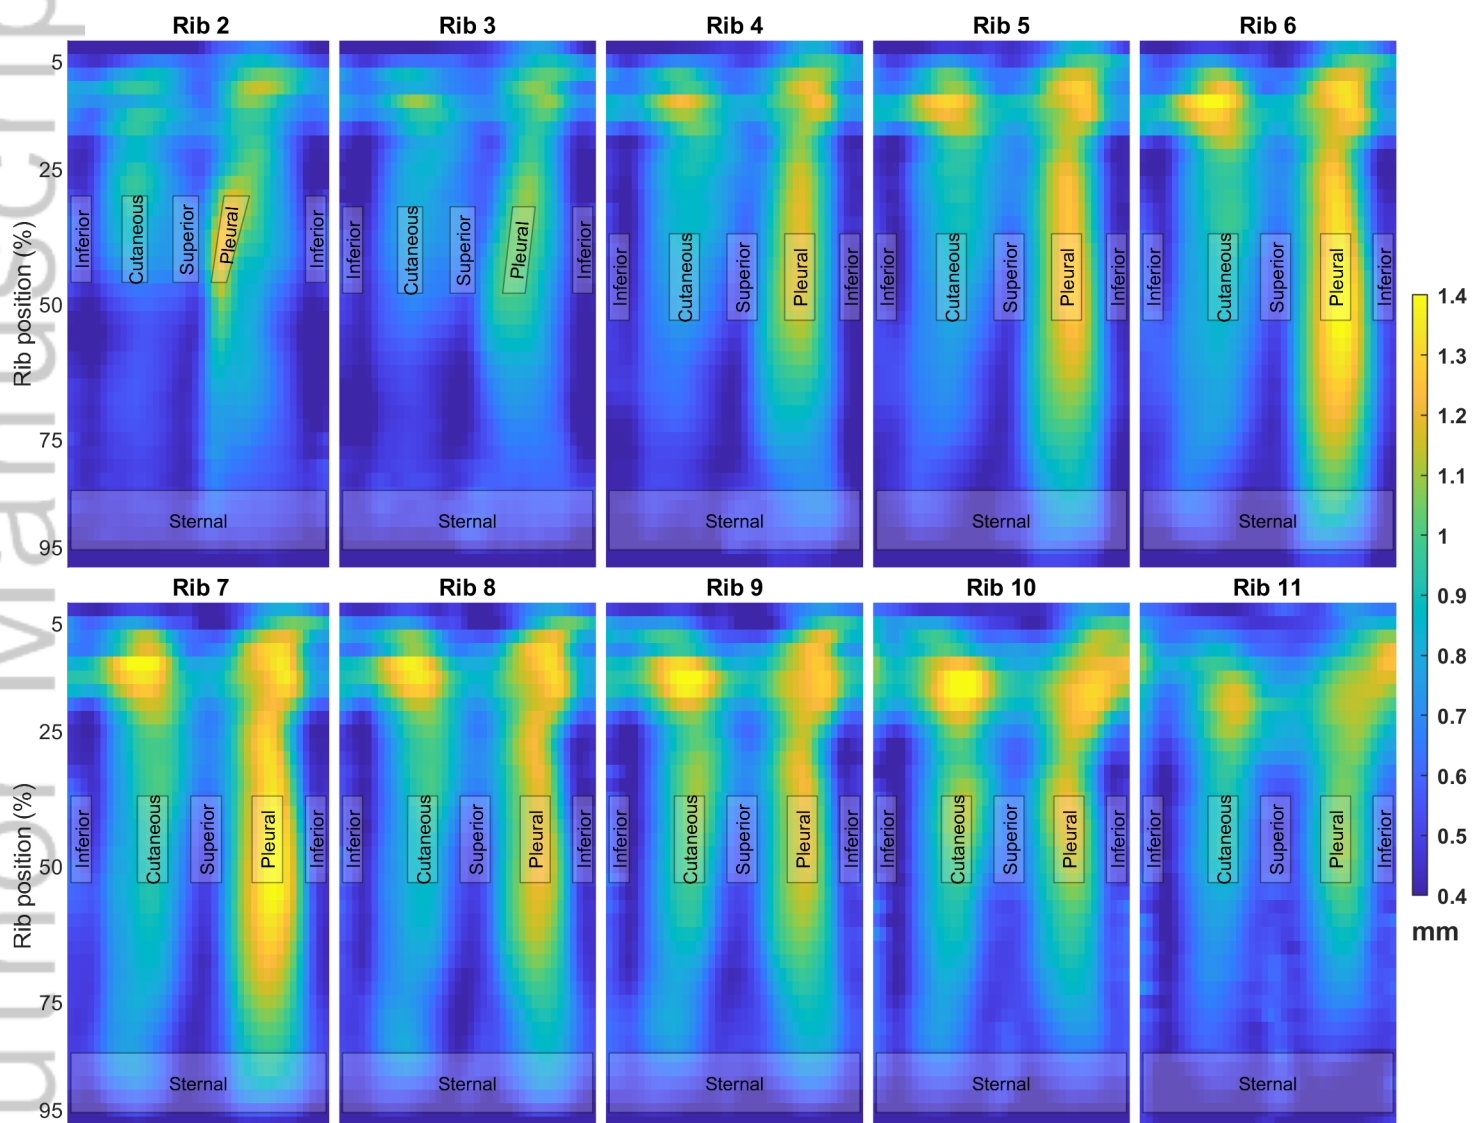 Rib 2 Rib 3 Rib 4 Rib 5 Rib 6
5
25
50
75
95
Rib position (%)
Inferior Cutaneous Superior Pleural Inferior
Inferior Cutaneous Superior Pleural Inferior
Inferior Cutaneous Superior Pleural Inferior
Inferior Cutaneous Superior Pleural Inferior
Inferior Cutaneous Superior Pleural Inferior
Sternal Sternal Sternal Sternal Sternal
Rib 7 Rib 8 Rib 9 Rib 10 Rib 11
5
25
50
75
95
Rib position (%)
Inferior Cutaneous Superior Pleural Inferior
Inferior Cutaneous Superior Pleural Inferior
Inferior Cutaneous Superior Pleural Inferior
Inferior Cutaneous Superior Pleural Inferior
Inferior Cutaneous Superior Pleural Inferior
Sternal Sternal Sternal Sternal Sternal
1.4
1.3
1.2
1.1
1
0.9
0.8
0.7
0.6
0.5
0.4
mm